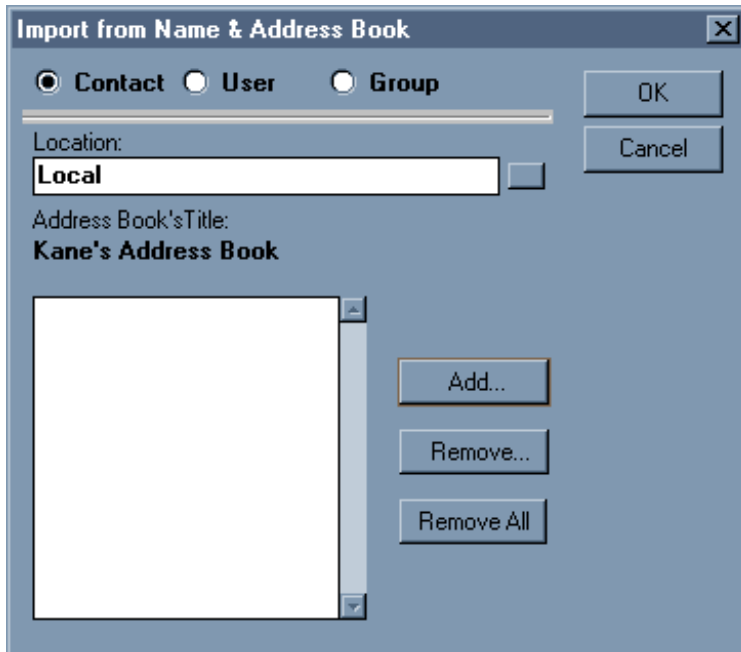 Import from Name & Address Book
Contact User Group
OK
Location:
Cancel
Local
Address Book'sTitle:
Kane's Address Book
Add...
Remove...
Remove All